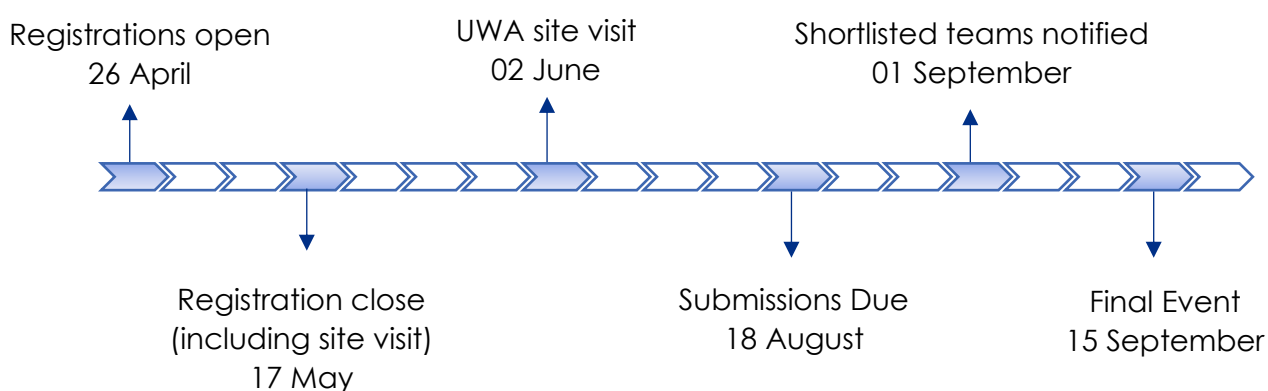 Registrations open
26 April
UWA site visit
02 June
Shortlisted teams notified
01 September
Registration close
(including site visit)
17 May
Submissions Due
18 August
Final Event
15 September